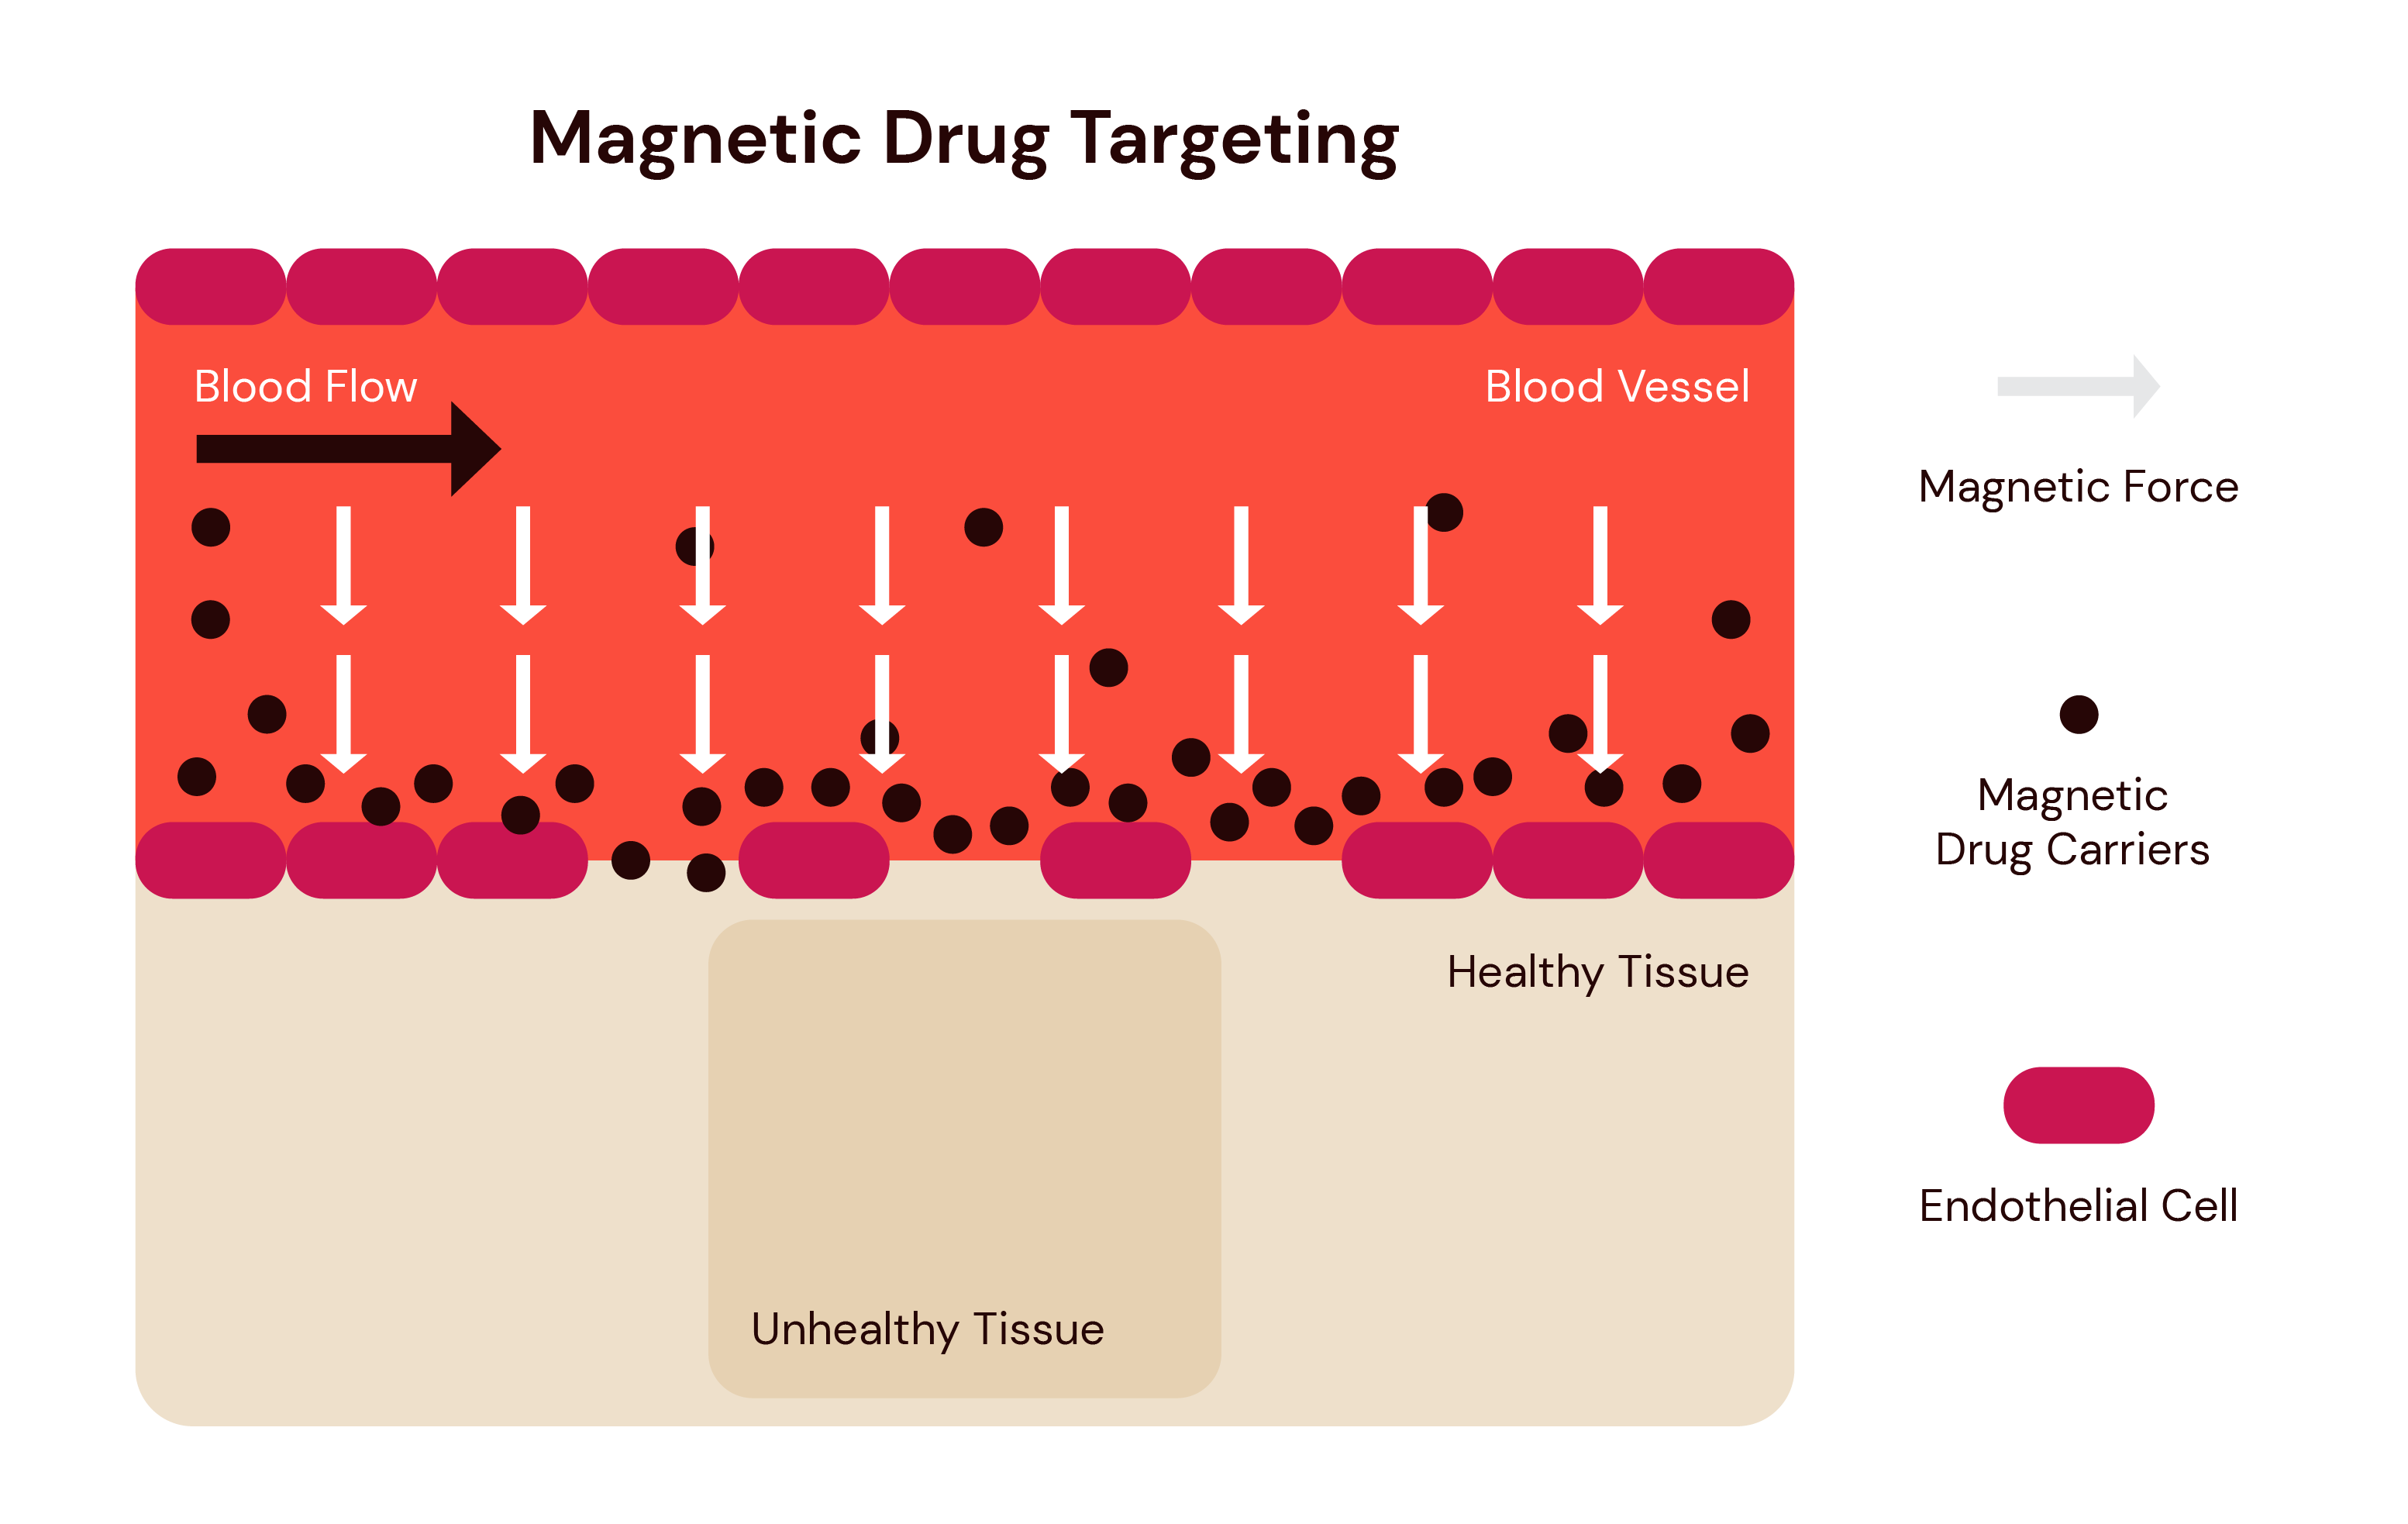 Magnetic Drug Targeting
Blood Flow
Blood Vessel
Magnetic Force
Magnetic
Drug Carriers
Healthy Tissue
Endothelial Cell
Unhealthy Tissue